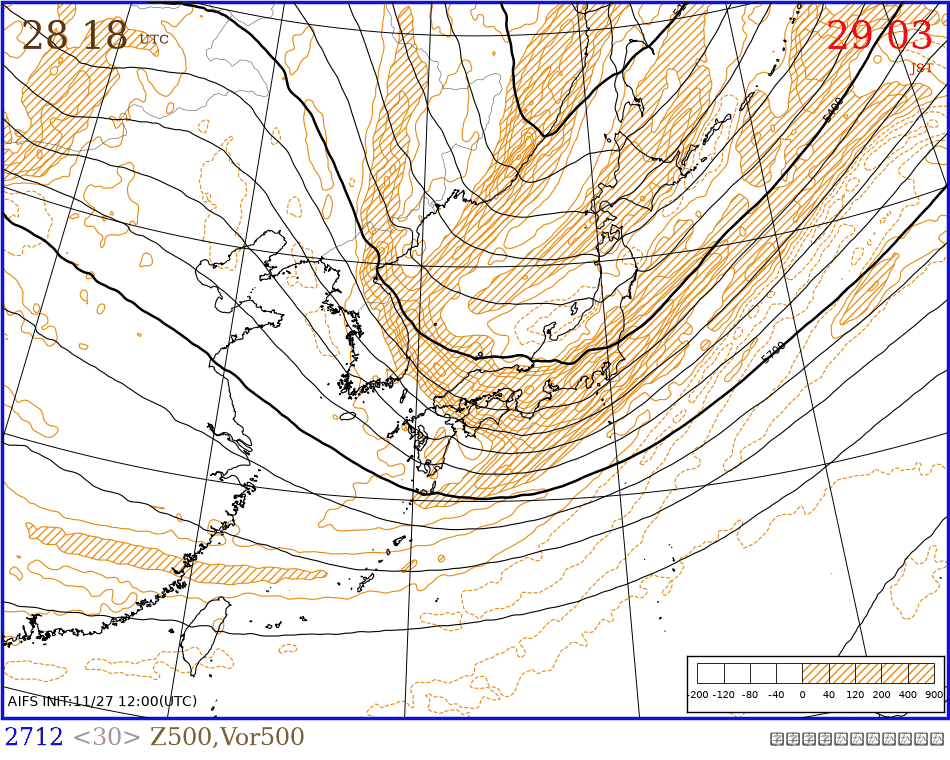 28 18 UTC
29 03
JST
5400
5700
-200 -120 -80 -40 0 40 120 200 400 900
AIFS INIT:11/27 12:00(UTC)
2712 <30> Z500,Vor500